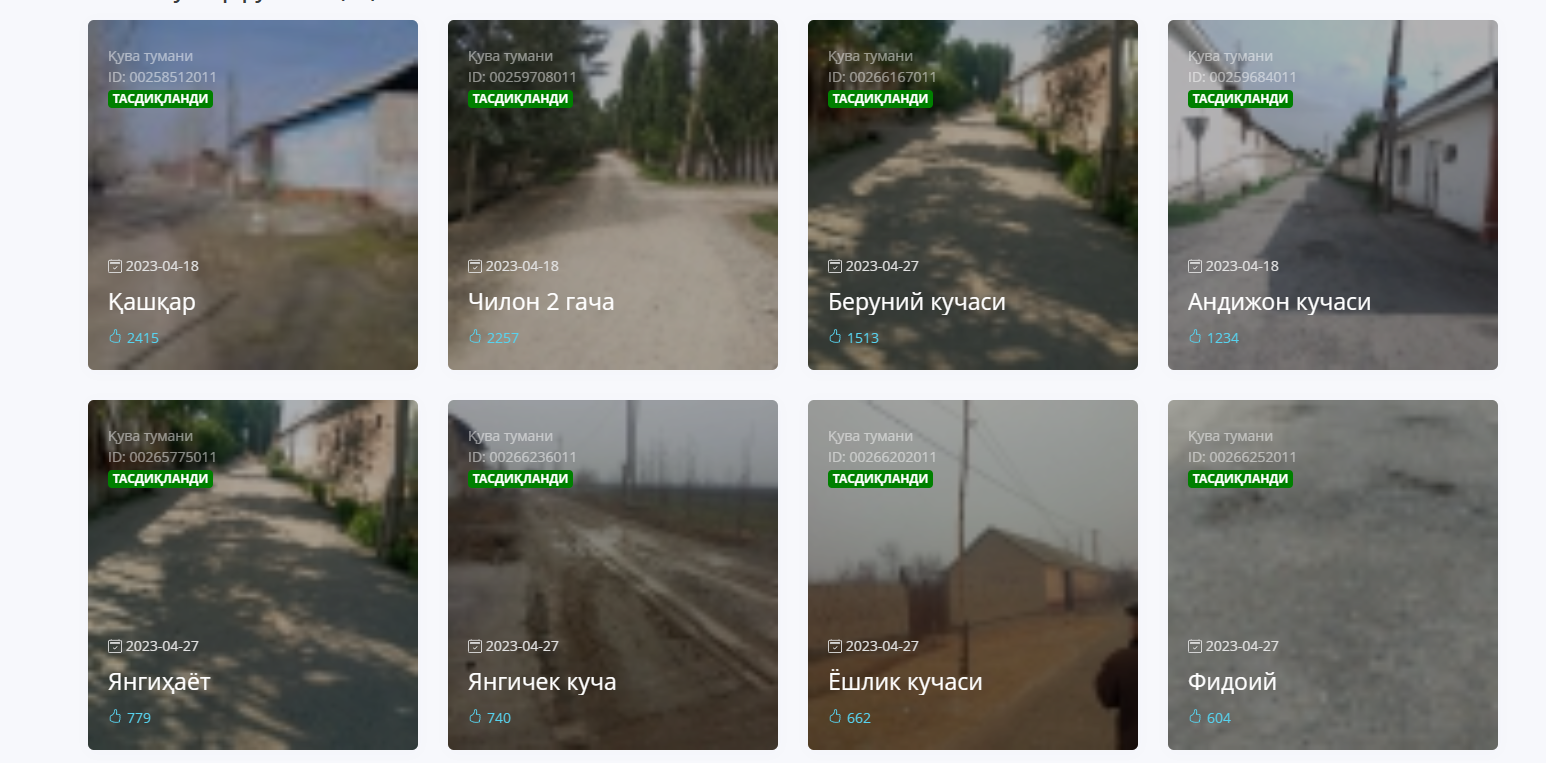 Қува тумани
ID: 00258512011
ТАСДИҚЛАНДИ
2023-04-18
Қашқар
2415
Қува тумани
ID: 00259708011
ТАСДИҚЛАНДИ
2023-04-18
Чилон 2 гача
2257
Қува тумани
ID: 00266167011
ТАСДИҚЛАНДИ
2023-04-27
Беруний кучаси
1513
Қува тумани
ID: 00259684011
ТАСДИҚЛАНДИ
2023-04-18
Андижон кучаси
1234
Қува тумани
ID: 00265775011
ТАСДИҚЛАНДИ
2023-04-27
Янгиҳаёт
779
Қува тумани
ID: 00266236011
ТАСДИҚЛАНДИ
2023-04-27
Янгичек куча
740
Қува тумани
ID: 00266202011
ТАСДИҚЛАНДИ
2023-04-27
Ёшлик кучаси
662
Қува тумани
ID: 00266252011
ТАСДИҚЛАНДИ
2023-04-27
Фидоий
604